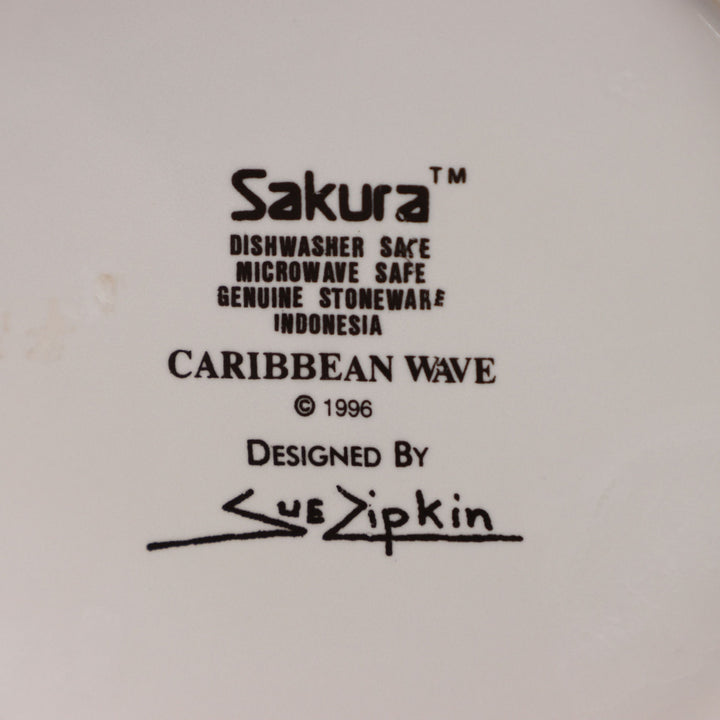 Sakura™
DISHWASHER SAFE
MICROWAVE SAFE
GENUINE STONEWARE
INDONESIA
CARIBBEAN WAVE
© 1996
DESIGNED BY
Sue Zipkin